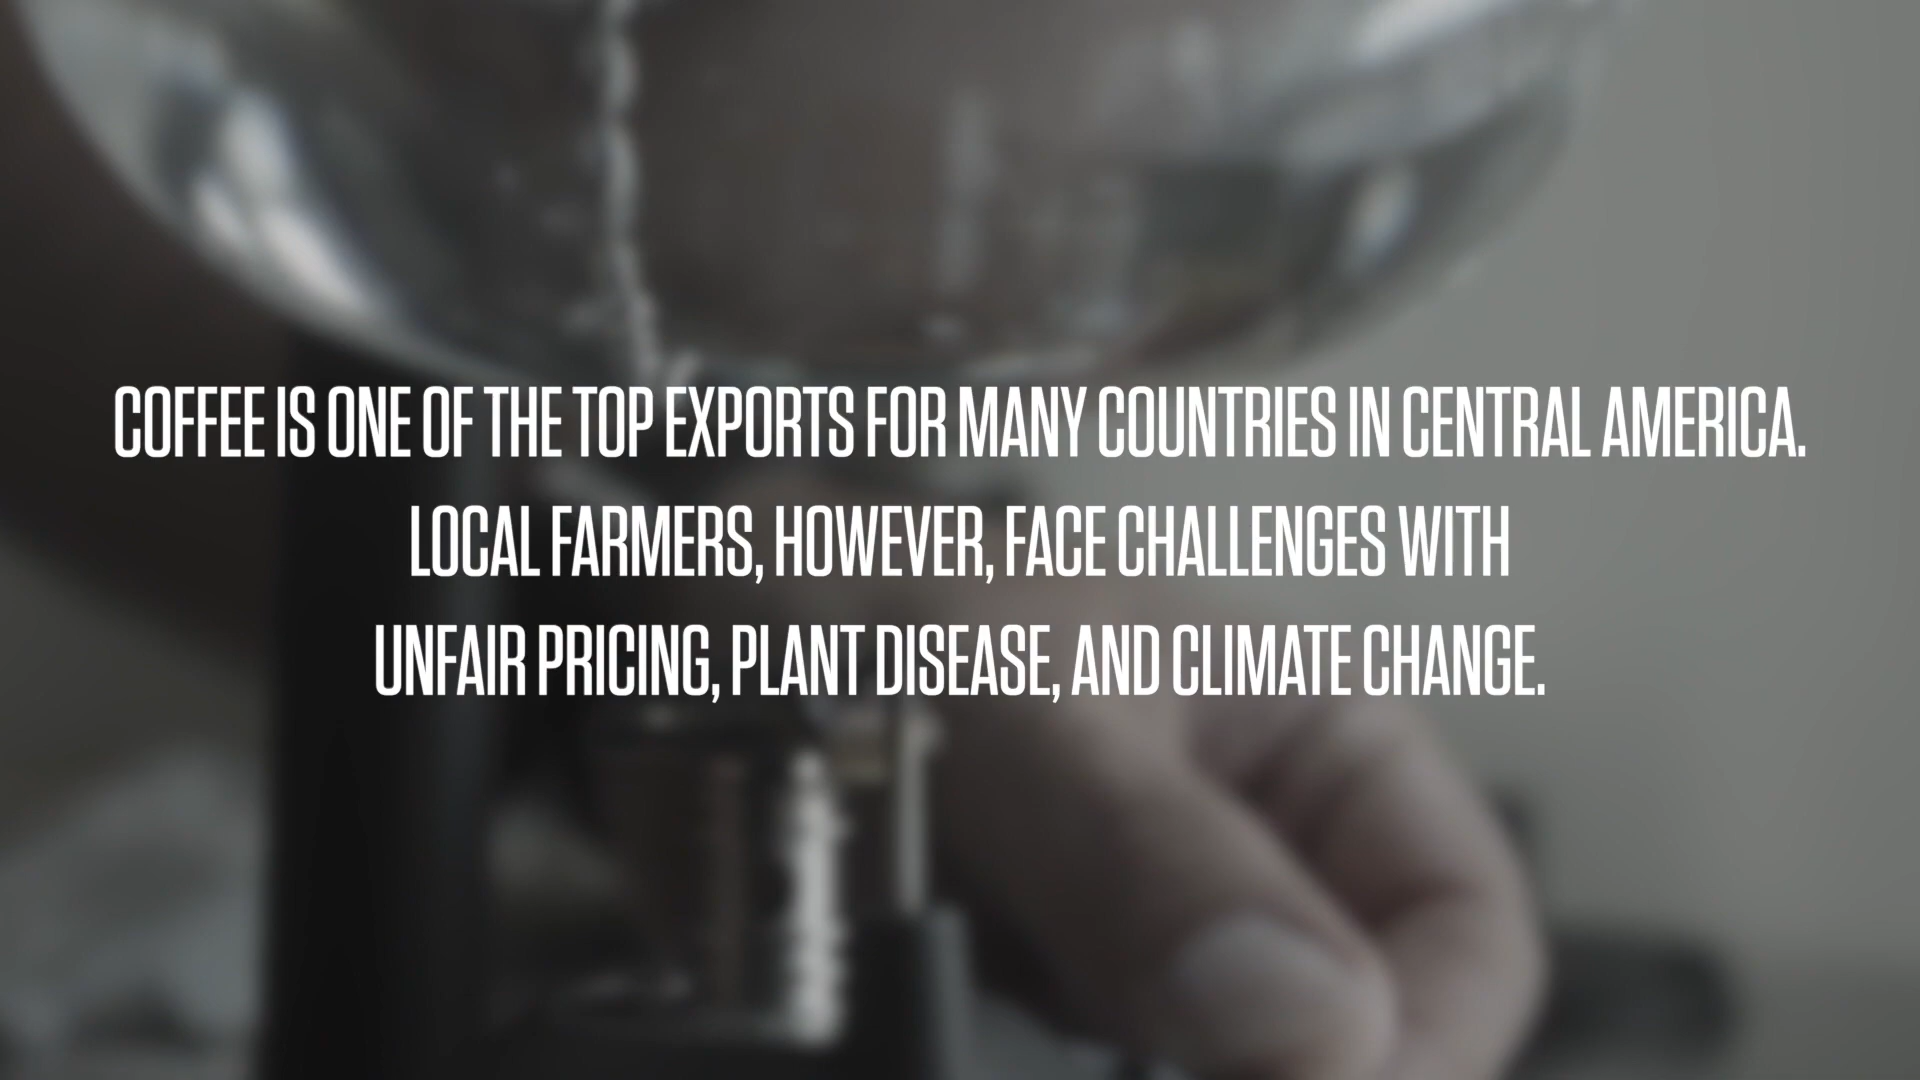 COFFEE IS ONE OF THE TOP EXPORTS FOR MANY COUNTRIES IN CENTRAL AMERICA.
LOCAL FARMERS, HOWEVER, FACE CHALLENGES WITH
UNFAIR PRICING, PLANT DISEASE, AND CLIMATE CHANGE.